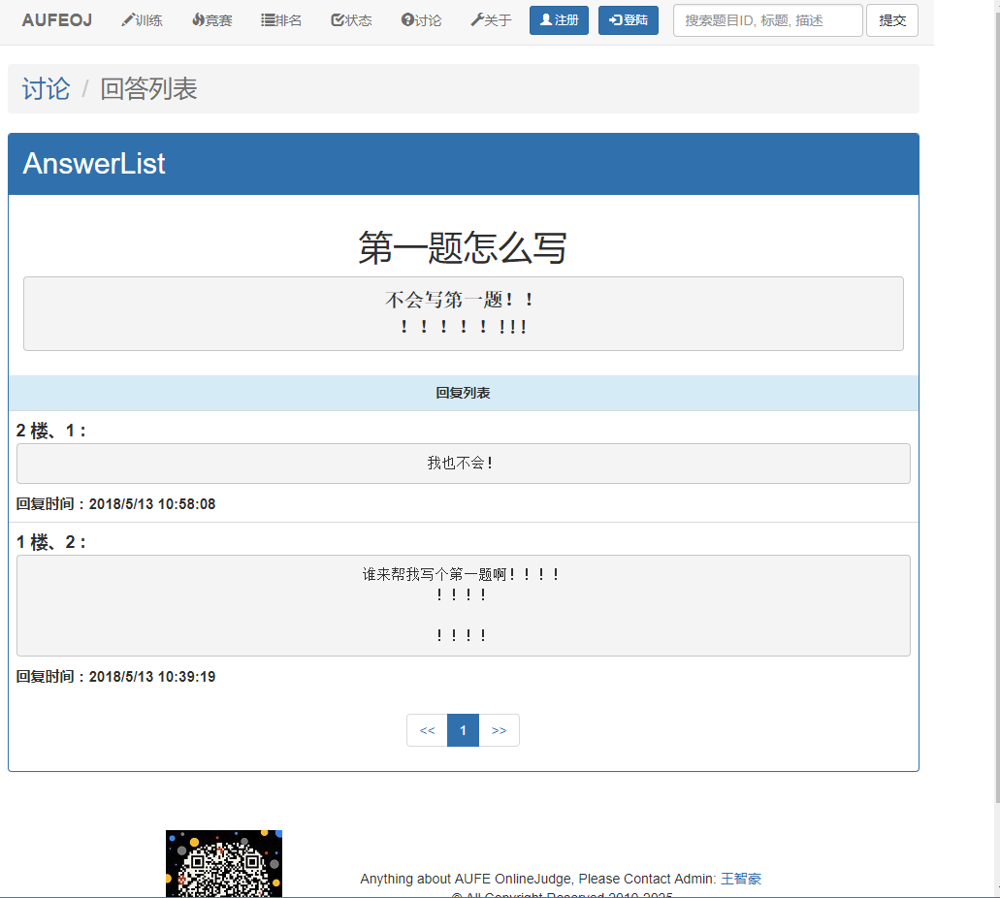 AUFEOJ 训练 竞赛 排名 状态 讨论 关于 注册 登陆 搜索题目ID, 标题, 描述 提交
讨论 / 回答列表
AnswerList
第一题怎么写
不会写第一题！！
！！！！！!!!
回复列表
2 楼、1：
我也不会！
回复时间：2018/5/13 10:58:08
1 楼、2：
谁来帮我写个第一题啊！！！！
！！！！
！！！！
回复时间：2018/5/13 10:39:19
<< 1 >>
Anything about AUFE OnlineJudge, Please Contact Admin: 王智豪
© All Copyright Reserved 2010-2025